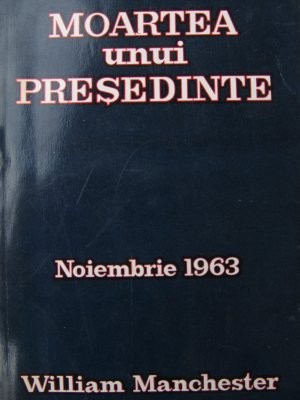 MOARTEA
unui
PREȘEDINTE
Noiembrie 1963
William Manchester